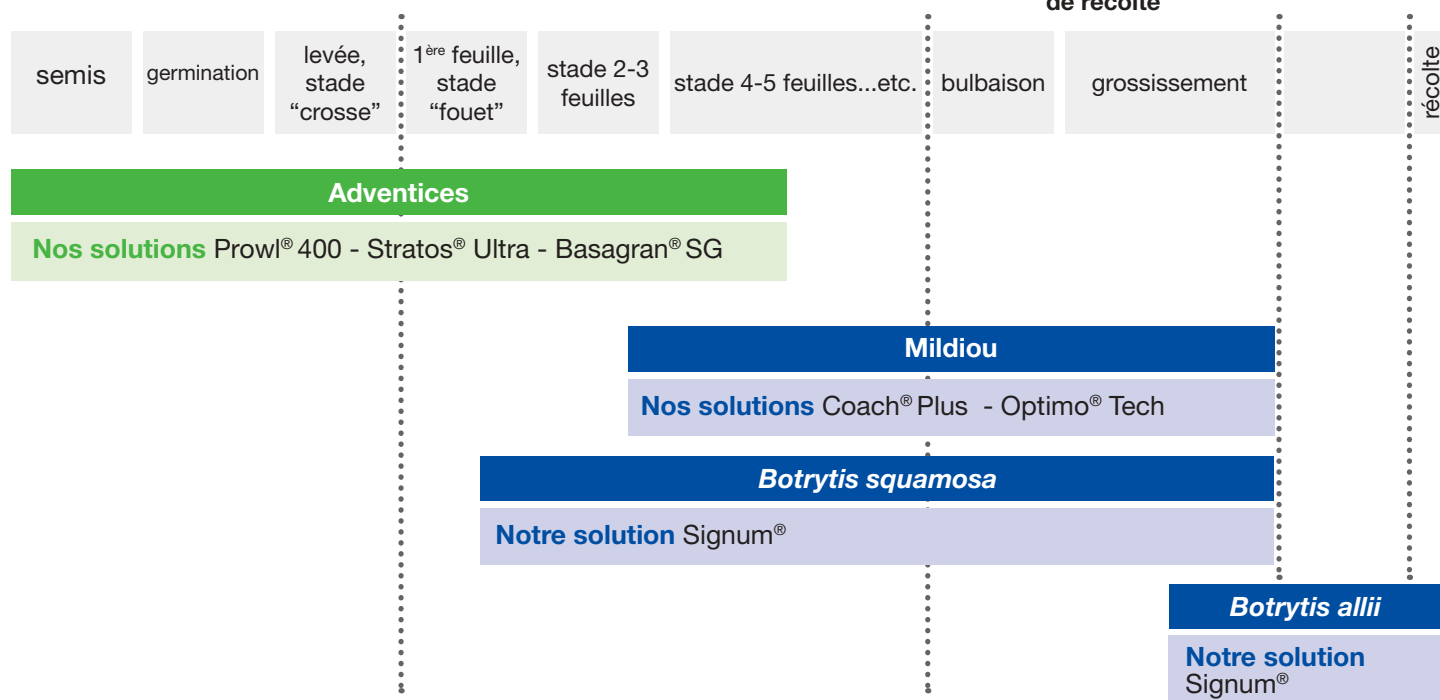 de récolte
semis
germination
levée,
stade
“crosse”
1ère feuille,
stade
“fouet”
stade 2-3
feuilles
stade 4-5 feuilles...etc.
bulbaison
grossissement
récolte
Adventices
Nos solutions Prowl® 400 - Stratos® Ultra - Basagran® SG
Mildiou
Nos solutions Coach® Plus - Optimo® Tech
Botrytis squamosa
Notre solution Signum®
Botrytis allii
Notre solution
Signum®